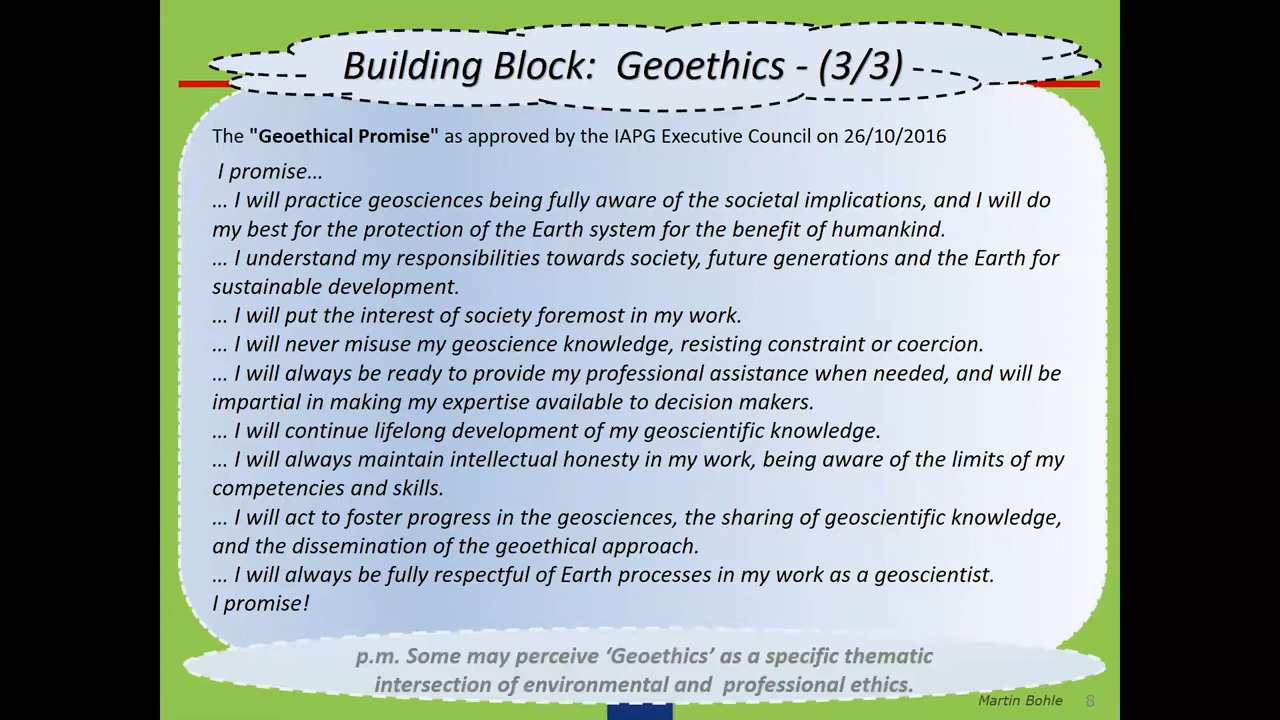 Building Block:  Geoethics - (3/3)
The "Geoethical Promise" as approved by the IAPG Executive Council on 26/10/2016
I promise…
… I will practice geosciences being fully aware of the societal implications, and I will do
my best for the protection of the Earth system for the benefit of humankind.
… I understand my responsibilities towards society, future generations and the Earth for
sustainable development.
… I will put the interest of society foremost in my work.
… I will never misuse my geoscience knowledge, resisting constraint or coercion.
… I will always be ready to provide my professional assistance when needed, and will be
impartial in making my expertise available to decision makers.
… I will continue lifelong development of my geoscientific knowledge.
… I will always maintain intellectual honesty in my work, being aware of the limits of my
competencies and skills.
… I will act to foster progress in the geosciences, the sharing of geoscientific knowledge,
and the dissemination of the geoethical approach.
… I will always be fully respectful of Earth processes in my work as a geoscientist.
I promise!
p.m. Some may perceive ‘Geoethics’ as a specific thematic
intersection of environmental and  professional ethics.
Martin Bohle 8